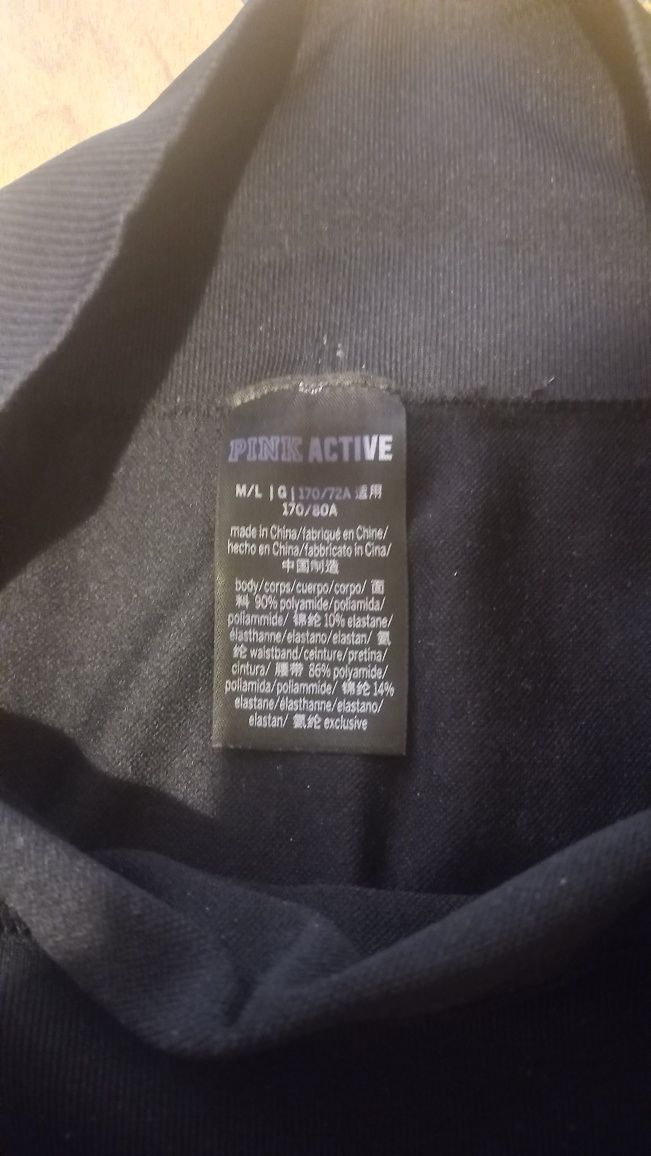 PINK ACTIVE
M/L | G | 170/72A 适用
170/80A
made in China/fabriqué en Chine/
hecho en China/fabbricato in Cina/
中国制造
body/corps/cuerpo/corpo/ 面
料 90% polyamide/poliamida/
poliammide/ 锦纶 10% elastane/
élasthanne/elastano/elastan/ 氨
纶 waistband/ceinture/pretina/
cintura/ 腰带 86% polyamide/
poliamida/poliammide/ 锦纶 14%
elastane/élasthanne/elastano/
elastan/ 氨纶 exclusive